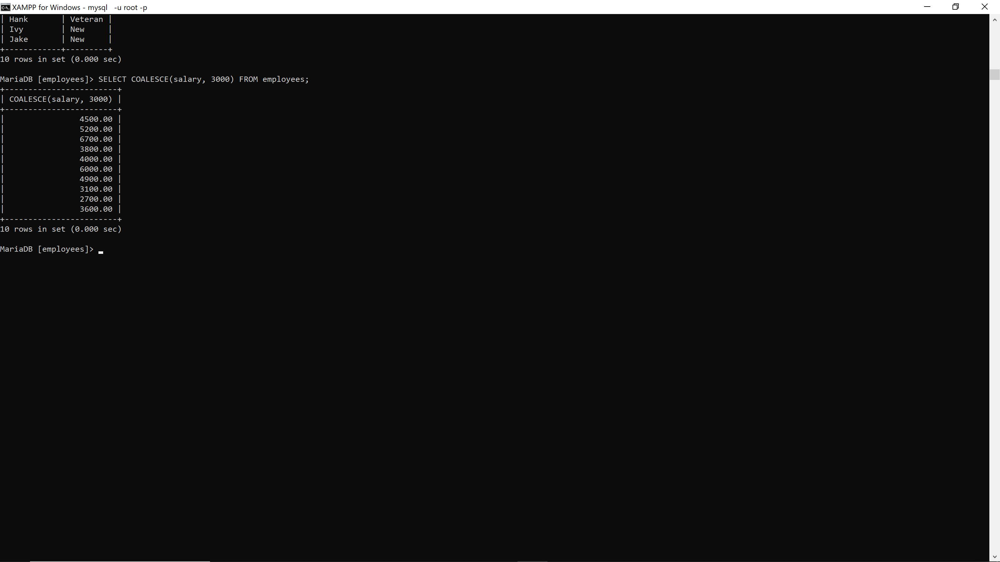 XAMPP for Windows - mysql  -u root -p
| Hank       | Veteran |
| Ivy        | New     |
| Jake       | New     |
+------------+---------+
10 rows in set (0.000 sec)
MariaDB [employees]> SELECT COALESCE(salary, 3000) FROM employees;
+------------------------+
| COALESCE(salary, 3000) |
+------------------------+
|                4500.00 |
|                5200.00 |
|                6700.00 |
|                3800.00 |
|                4000.00 |
|                6000.00 |
|                4900.00 |
|                3100.00 |
|                2700.00 |
|                3600.00 |
+------------------------+
10 rows in set (0.000 sec)
MariaDB [employees]>